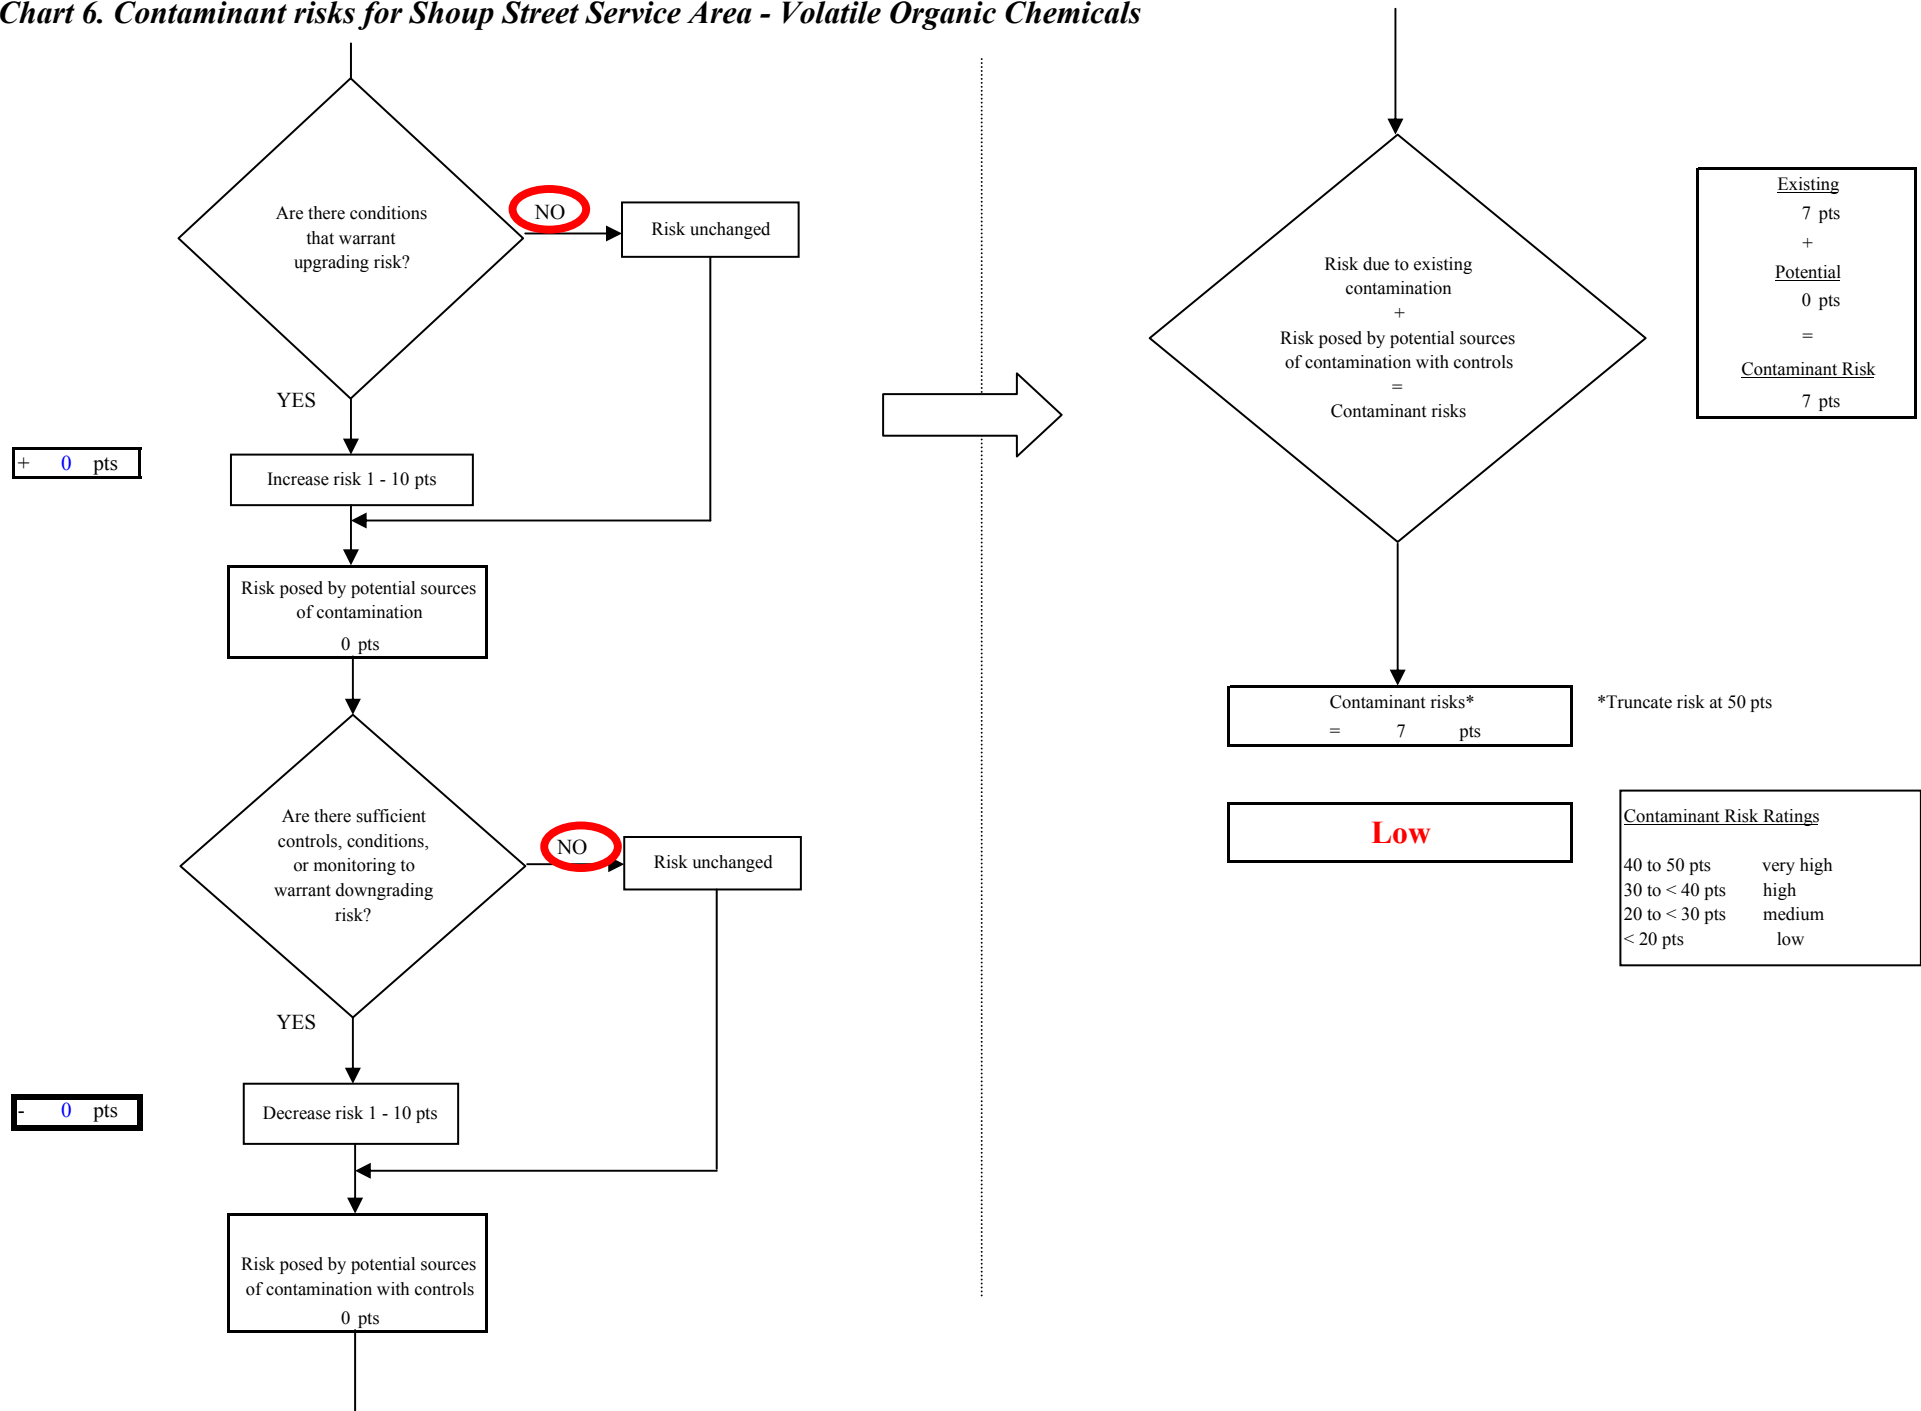 Chart 6. Contaminant risks for Shoup Street Service Area - Volatile Organic Chemicals
Are there conditions
that warrant
upgrading risk?
NO
Risk unchanged
YES
+ 0 pts
Increase risk 1 - 10 pts
Risk posed by potential sources
of contamination
0 pts
Are there sufficient
controls, conditions,
or monitoring to
warrant downgrading
risk?
NO
Risk unchanged
YES
- 0 pts
Decrease risk 1 - 10 pts
Risk posed by potential sources
of contamination with controls
0 pts
Risk due to existing
contamination
+
Risk posed by potential sources
of contamination with controls
=
Contaminant risks
Existing
7 pts
+
Potential
0 pts
=
Contaminant Risk
7 pts
Contaminant risks*
= 7 pts
*Truncate risk at 50 pts
Low
Contaminant Risk Ratings
40 to 50 pts very high
30 to < 40 pts high
20 to < 30 pts medium
< 20 pts low